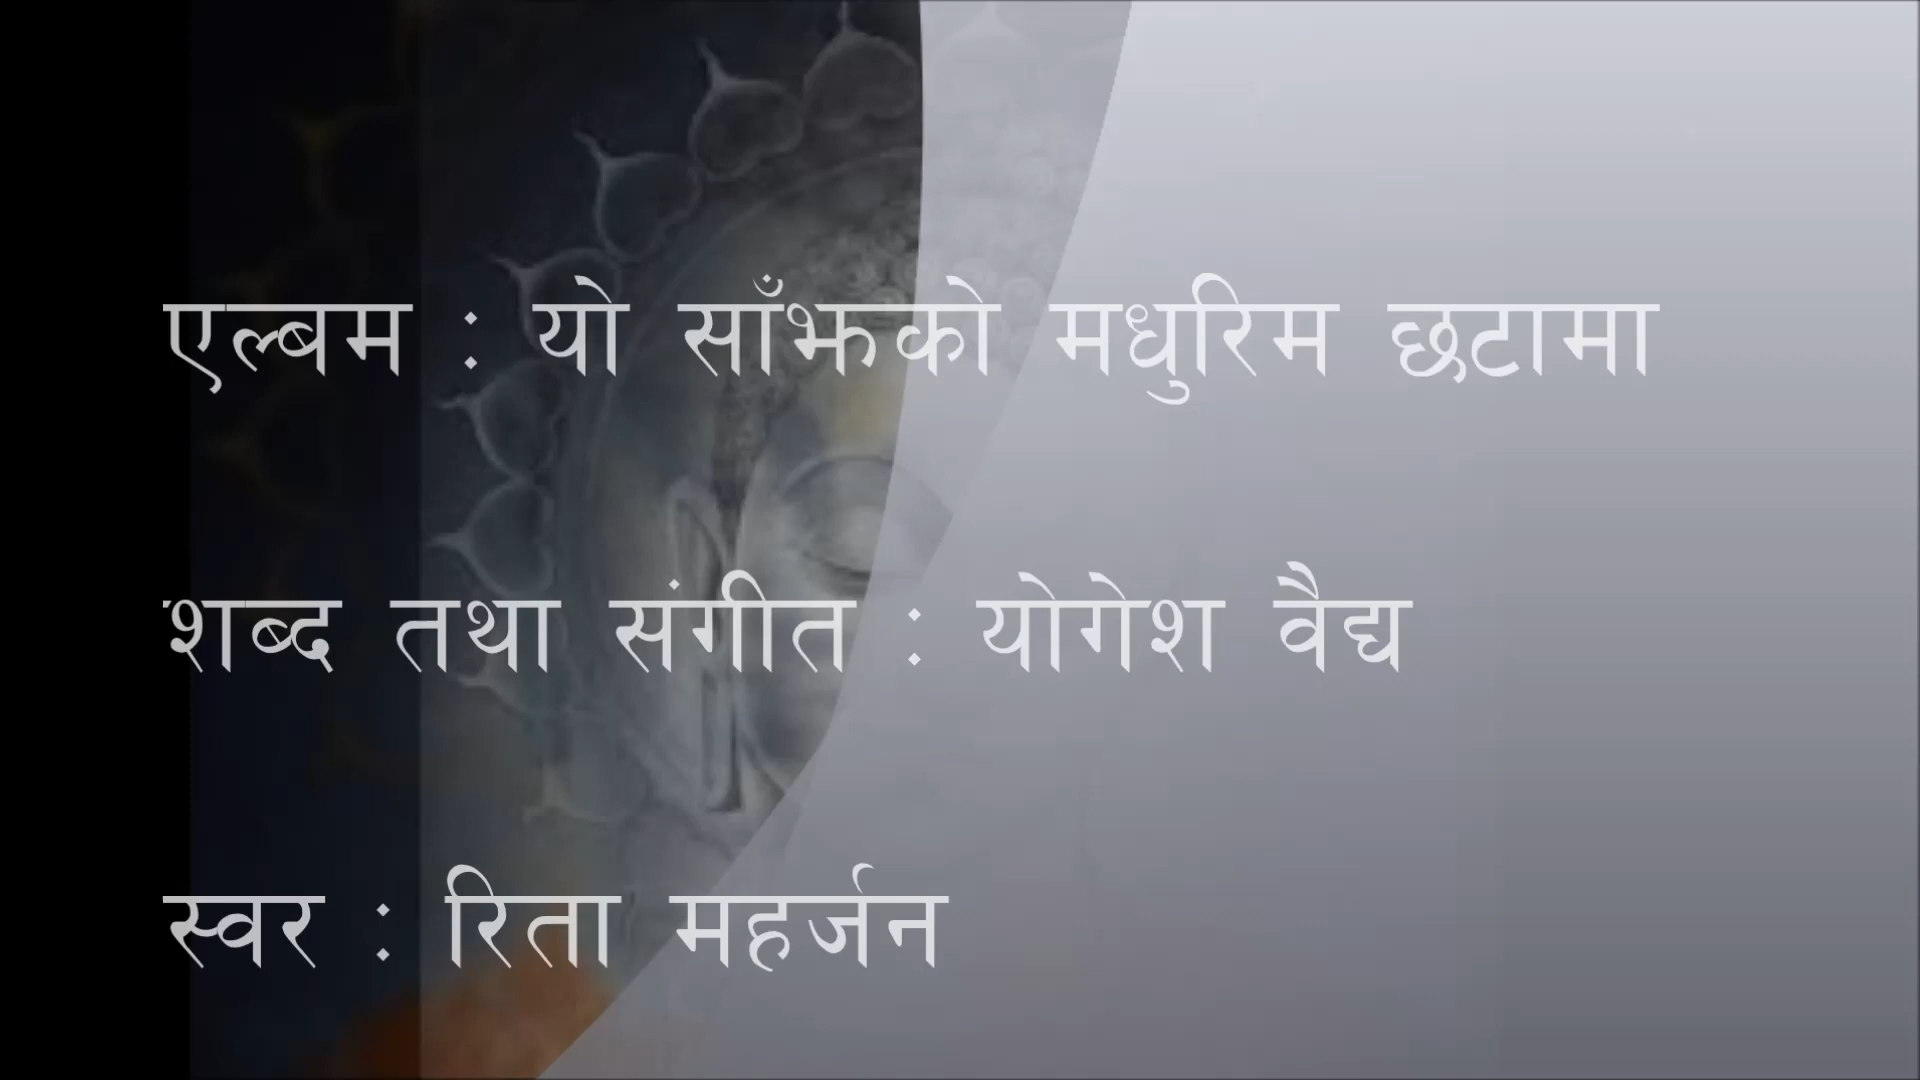 एल्बम : यो साँझको मधुरिम छटामा
शब्द तथा संगीत : योगेश वैद्य
स्वर : रिता महर्जन